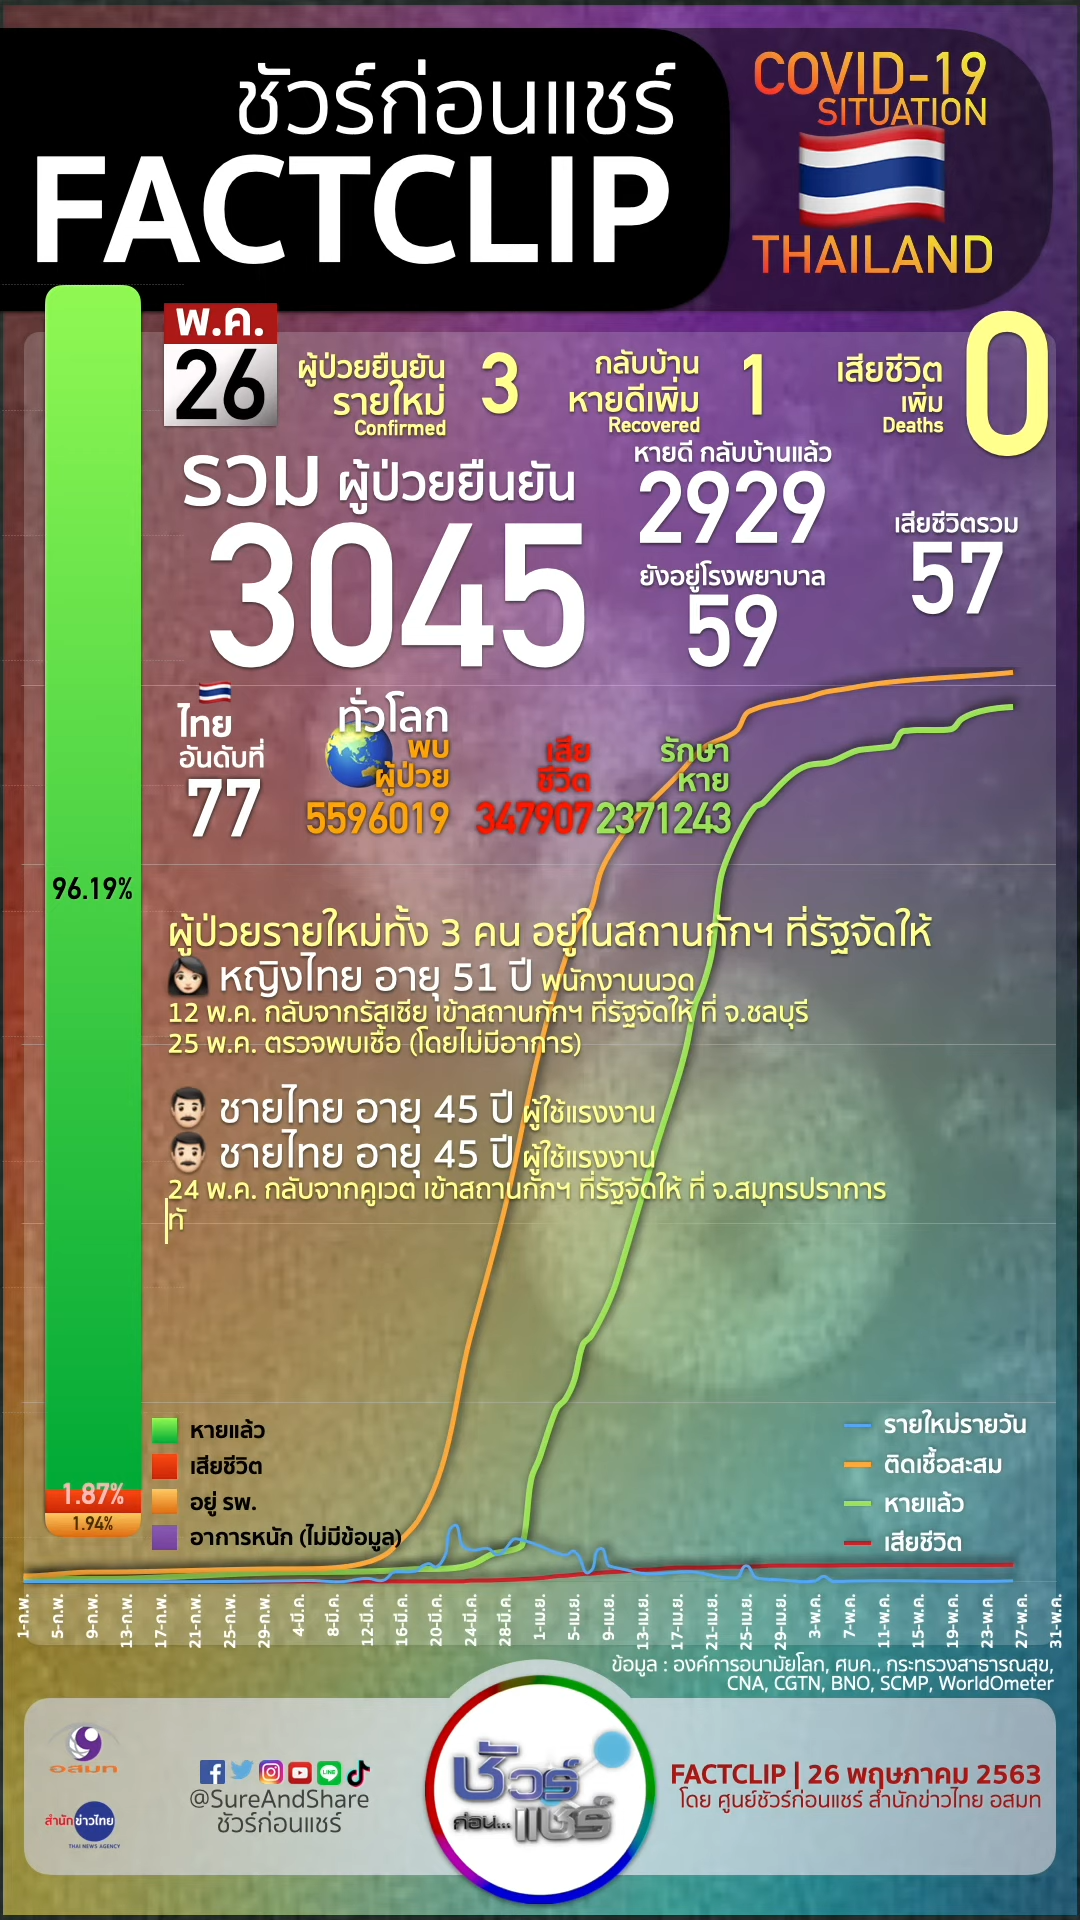 ชัวร์ก่อนแชร์
FACTCLIP
COVID-19
SITUATION
THAILAND
พ.ค.
26
ผู้ป่วยยืนยัน
รายใหม่
Confirmed
3
กลับบ้าน
หายดีเพิ่ม
Recovered
1
เสียชีวิต
เพิ่ม
Deaths
0
รวม ผู้ป่วยยืนยัน
3045
หายดี กลับบ้านแล้ว
2929
ยังอยู่โรงพยาบาล
59
เสียชีวิตรวม
57
ไทย
อันดับที่
77
ทั่วโลก
พบ
ผู้ป่วย
5596019
เสีย
ชีวิต
347907
รักษา
หาย
2371243
96.19%
ผู้ป่วยรายใหม่ทั้ง 3 คน อยู่ในสถานกักฯ ที่รัฐจัดให้
หญิงไทย อายุ 51 ปี พนักงานนวด
12 พ.ค. กลับจากรัสเซีย เข้าสถานกักฯ ที่รัฐจัดให้ ที่ จ.ชลบุรี
25 พ.ค. ตรวจพบเชื้อ (โดยไม่มีอาการ)
ชายไทย อายุ 45 ปี ผู้ใช้แรงงาน
ชายไทย อายุ 45 ปี ผู้ใช้แรงงาน
24 พ.ค. กลับจากคูเวต เข้าสถานกักฯ ที่รัฐจัดให้ ที่ จ.สมุทรปราการ
ทั
1.87%
1.94%
หายแล้ว
เสียชีวิต
อยู่ รพ.
อาการหนัก (ไม่มีข้อมูล)
รายใหม่รายวัน
ติดเชื้อสะสม
หายแล้ว
เสียชีวิต
1-ก.พ.
5-ก.พ.
9-ก.พ.
13-ก.พ.
17-ก.พ.
21-ก.พ.
25-ก.พ.
29-ก.พ.
4-มี.ค.
8-มี.ค.
12-มี.ค.
16-มี.ค.
20-มี.ค.
24-มี.ค.
28-มี.ค.
1-เม.ย.
5-เม.ย.
9-เม.ย.
13-เม.ย.
17-เม.ย.
21-เม.ย.
25-เม.ย.
29-เม.ย.
3-พ.ค.
7-พ.ค.
11-พ.ค.
15-พ.ค.
19-พ.ค.
23-พ.ค.
27-พ.ค.
31-พ.ค.
ข้อมูล : องค์การอนามัยโลก, ศบค., กระทรวงสาธารณสุข,
CNA, CGTN, BNO, SCMP, WorldOmeter
อสมท
สำนักข่าวไทย
THAI NEWS AGENCY
LINE
@SureAndShare
ชัวร์ก่อนแชร์
ชัวร์
ก่อน... แชร์
FACTCLIP | 26 พฤษภาคม 2563
โดย ศูนย์ชัวร์ก่อนแชร์ สำนักข่าวไทย อสมท